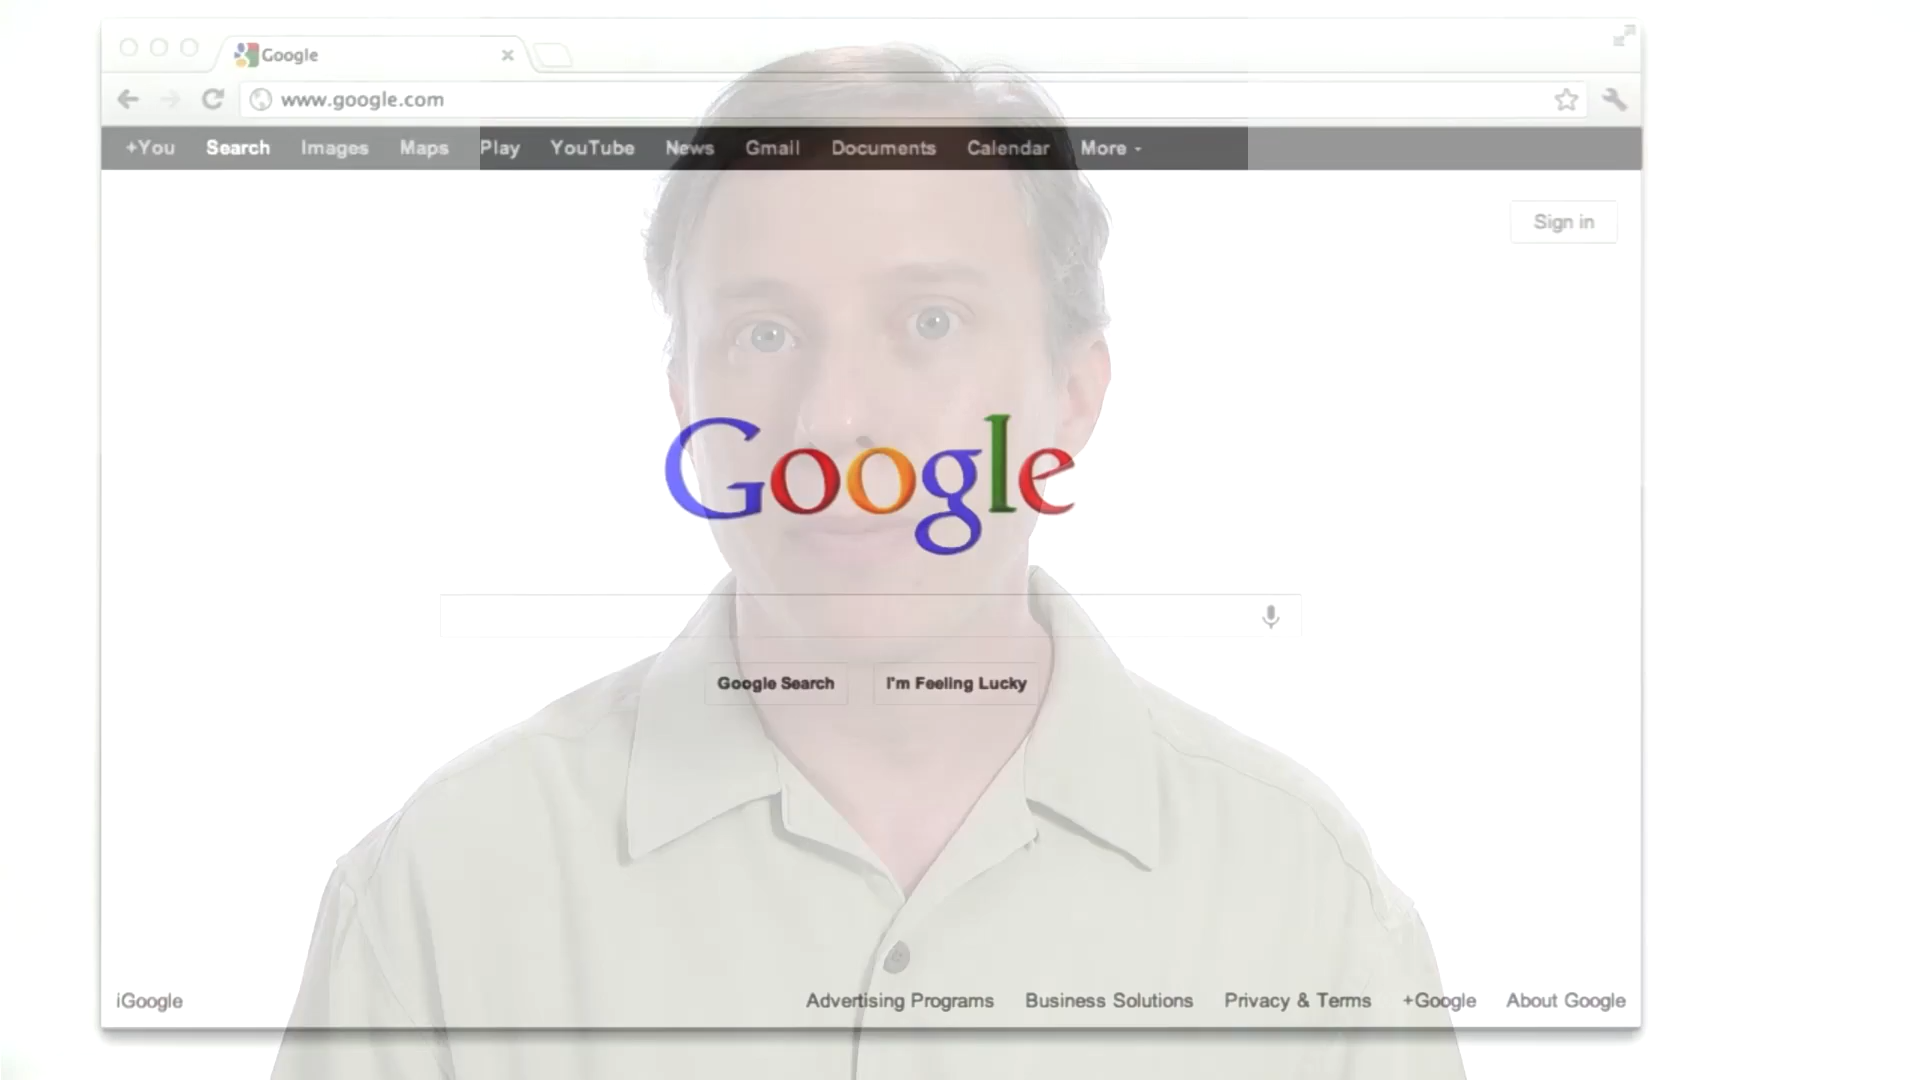 Google
www.google.com
+You Search Images Maps Play YouTube News Gmail Documents Calendar More
Sign in
Google
Google Search I'm Feeling Lucky
iGoogle Advertising Programs Business Solutions Privacy & Terms +Google About Google